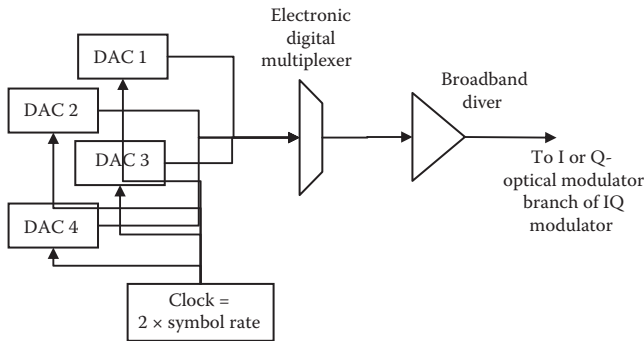 Electronic
digital
multiplexer
DAC 1
Broadband
diver
DAC 2
DAC 3
To I or Q-
optical modulator
branch of IQ
modulator
DAC 4
Clock =
2 × symbol rate